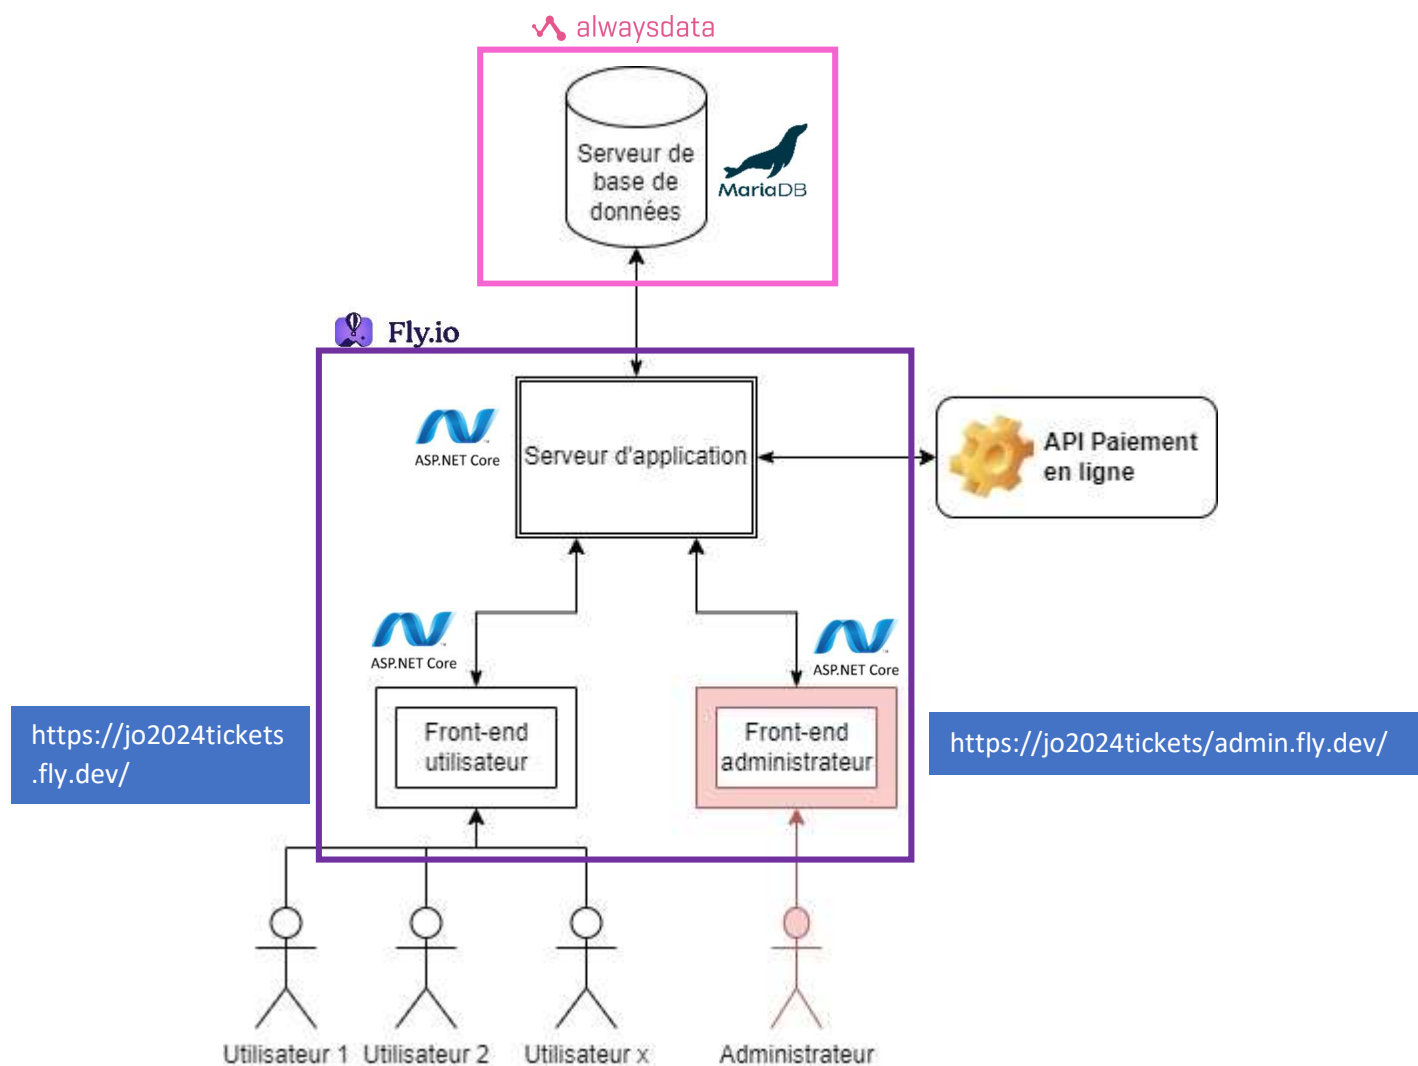 alwaysdata
Serveur de
base de
données
MariaDB
Fly.io
ASP.NET Core
Serveur d'application
API Paiement
en ligne
ASP.NET Core
ASP.NET Core
https://jo2024tickets
.fly.dev/
Front-end
utilisateur
Front-end
administrateur
https://jo2024tickets/admin.fly.dev/
Utilisateur 1
Utilisateur 2
Utilisateur x
Administrateur